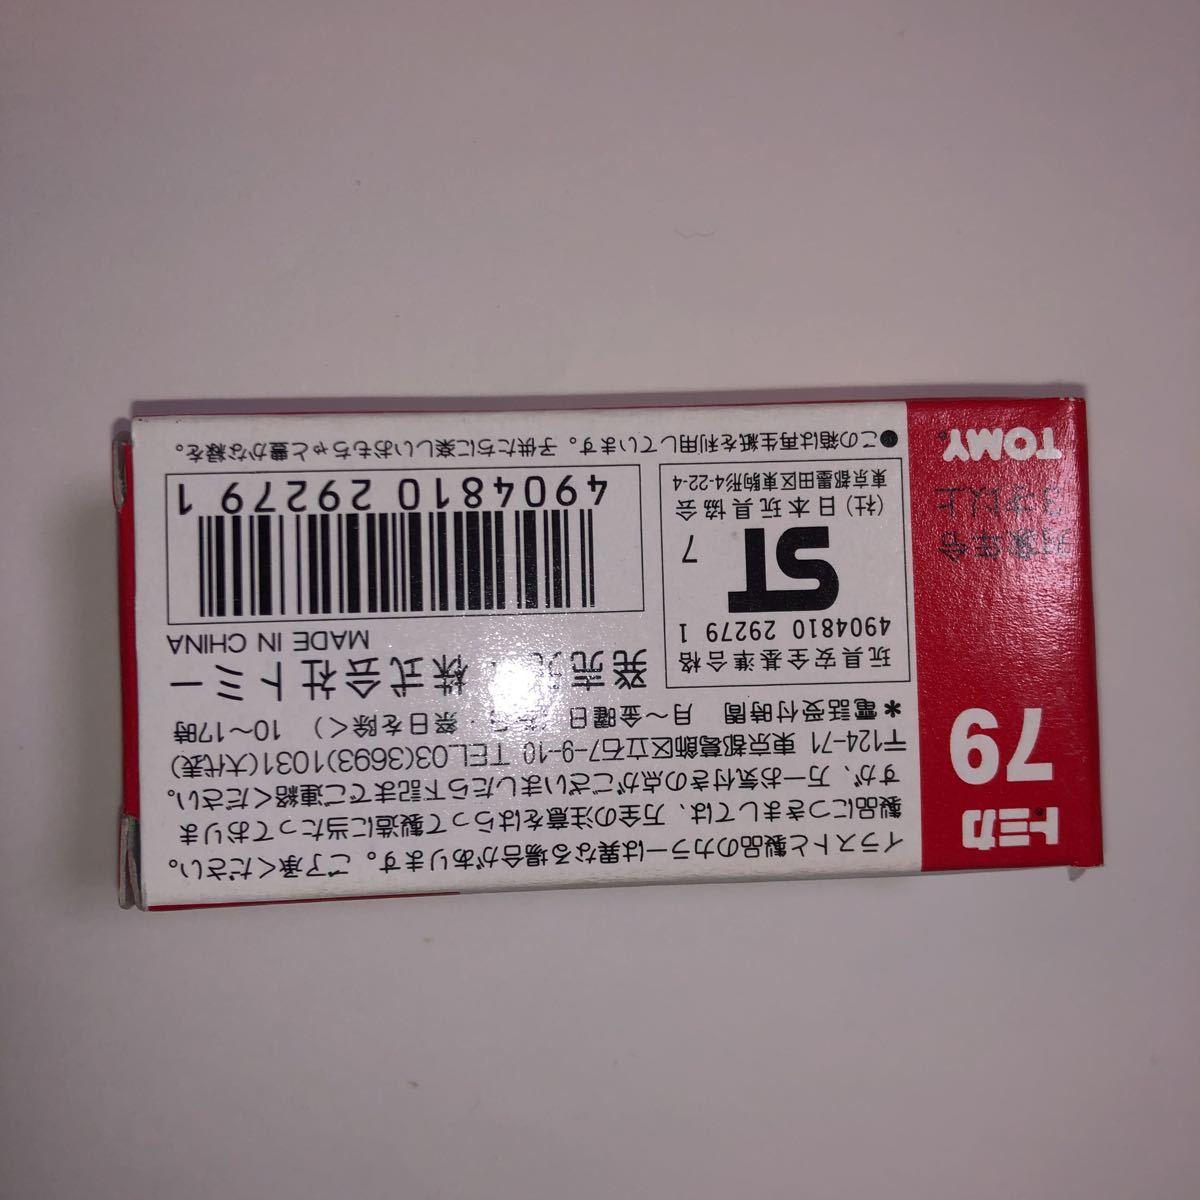 トミカ
79
対象年令
3才以上
TOMY
イラストと製品のカラーは異なる場合があります。ご了承ください。
製品につきましては、万全の注意をはらって製造に当たっておりま
すが、万一お気付きの点がございましたら下記までご連絡ください。
〒124-71 東京都葛飾区立石7-9-10 TEL.03(3693)1031(大代表)
*電話受付時間 月〜金曜日 祭日を除く) 10〜17時
発売 株式会社トミー
MADE IN CHINA
玩具安全基準合格
4904810 29279 1
ST
7
(社)日本玩具協会
東京都墨田区東駒形4-22-4
4904810 29279 1
●この箱は再生紙を利用しています。子供たちに楽しいおもちゃと豊かな緑を。